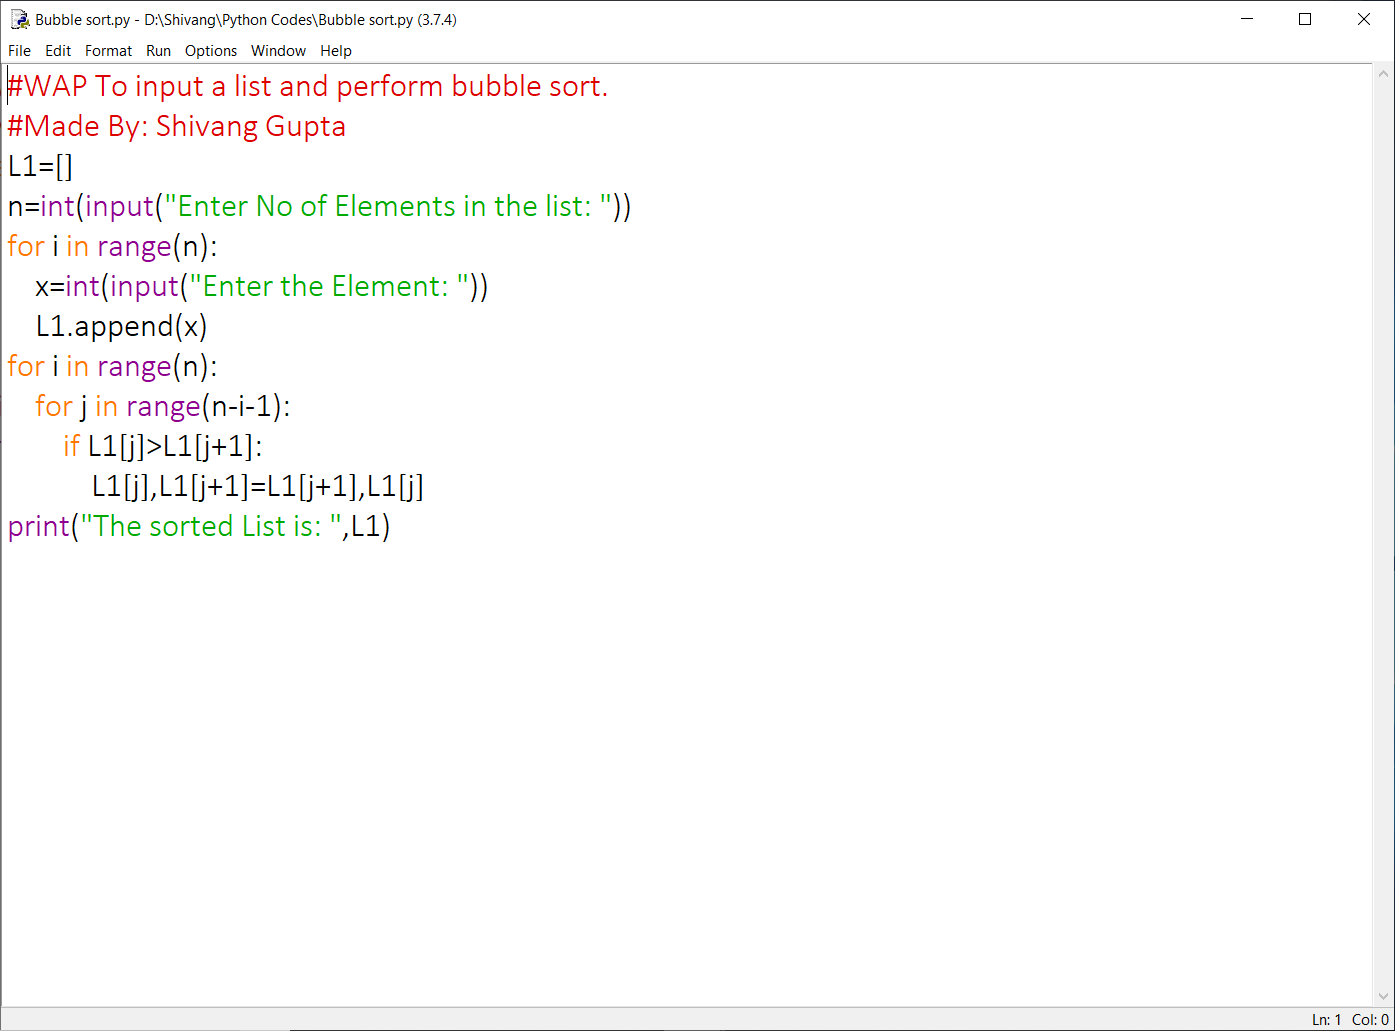 Bubble sort.py - D:\Shivang\Python Codes\Bubble sort.py (3.7.4)
File Edit Format Run Options Window Help
#WAP To input a list and perform bubble sort.
#Made By: Shivang Gupta
L1=[]
n=int(input("Enter No of Elements in the list: "))
for i in range(n):
    x=int(input("Enter the Element: "))
    L1.append(x)
for i in range(n):
    for j in range(n-i-1):
        if L1[j]>L1[j+1]:
            L1[j],L1[j+1]=L1[j+1],L1[j]
print("The sorted List is: ",L1)
Ln: 1 Col: 0